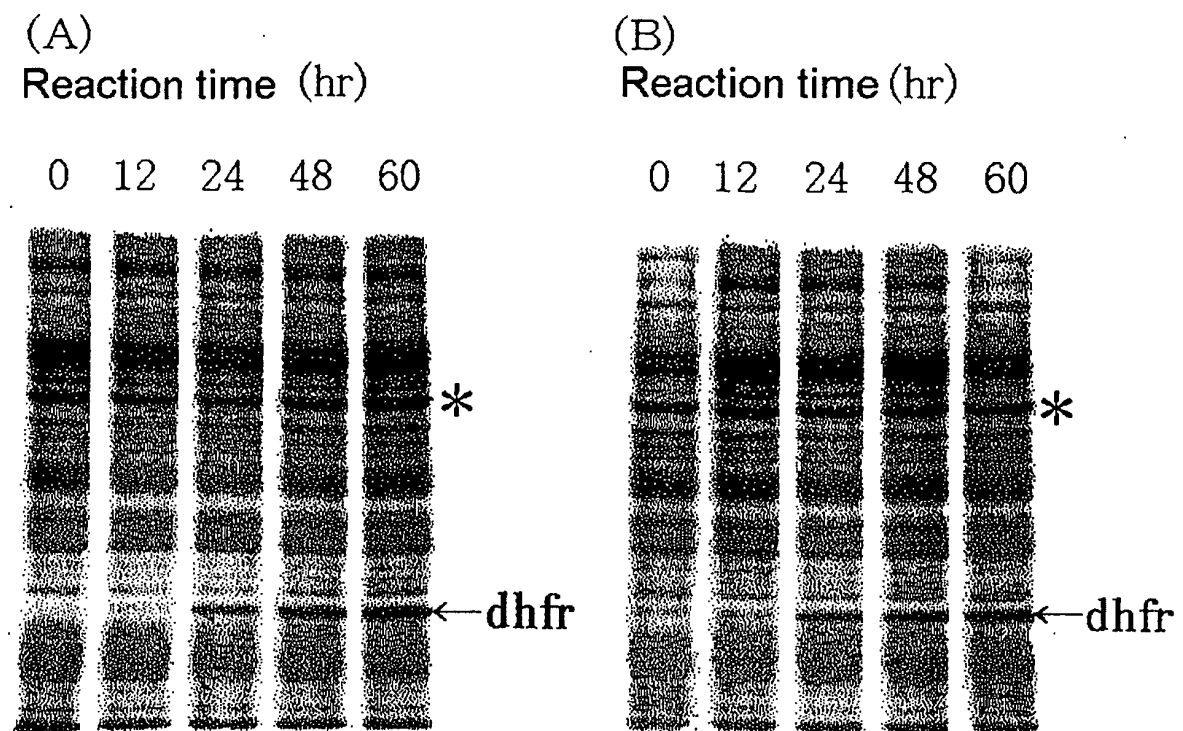 (A)
Reaction time (hr)
0 12 24 48 60
*
←dhfr
(B)
Reaction time (hr)
0 12 24 48 60
*
←dhfr